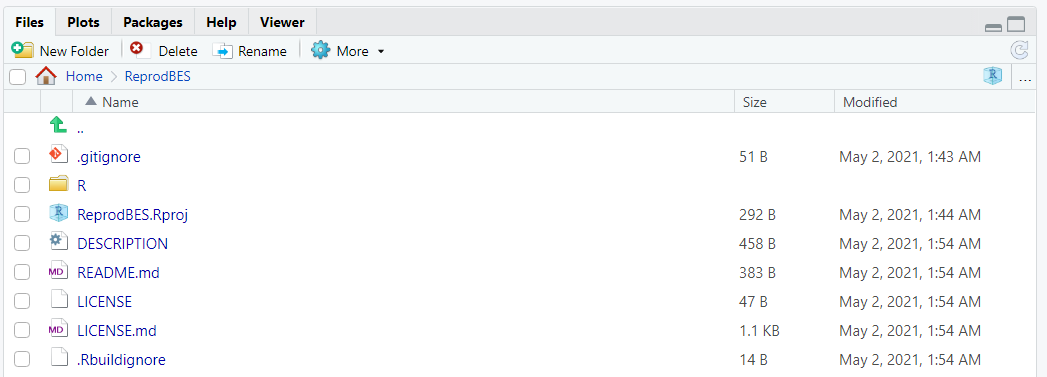 Files Plots Packages Help Viewer
New Folder Delete Rename More
Home ReprodBES R ...
Name Size Modified
..
.gitignore 51 B May 2, 2021, 1:43 AM
R
R ReprodBES.Rproj 292 B May 2, 2021, 1:44 AM
DESCRIPTION 458 B May 2, 2021, 1:54 AM
MD README.md 383 B May 2, 2021, 1:54 AM
LICENSE 47 B May 2, 2021, 1:54 AM
MD LICENSE.md 1.1 KB May 2, 2021, 1:54 AM
.Rbuildignore 14 B May 2, 2021, 1:54 AM